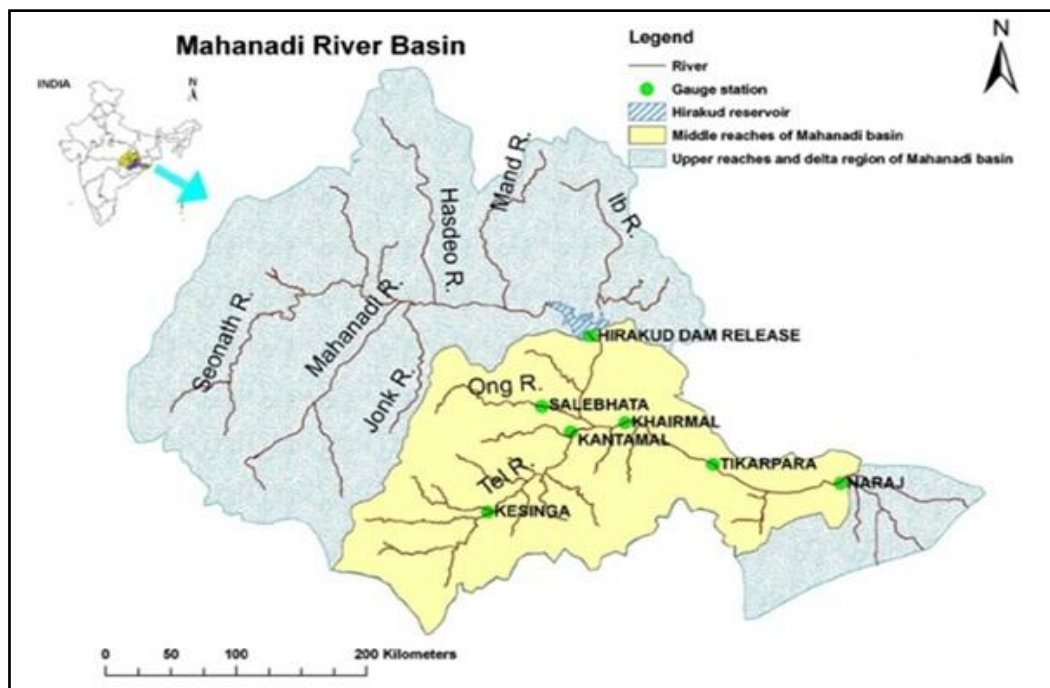 Mahanadi River Basin
INDIA
N
Legend
River
Gauge station
Hirakud reservoir
Middle reaches of Mahanadi basin
Upper reaches and delta region of Mahanadi basin
N
Seonath R.
Mahanadi R.
Jonk R.
Hasdeo R.
Mand R.
Ib R.
HIRAKUD DAM RELEASE
Ong R.
SALEBHATA
KHAIRMAL
KANTAMAL
Tel R.
TIKARPARA
NARAJ
KESINGA
0 50 100 200 Kilometers